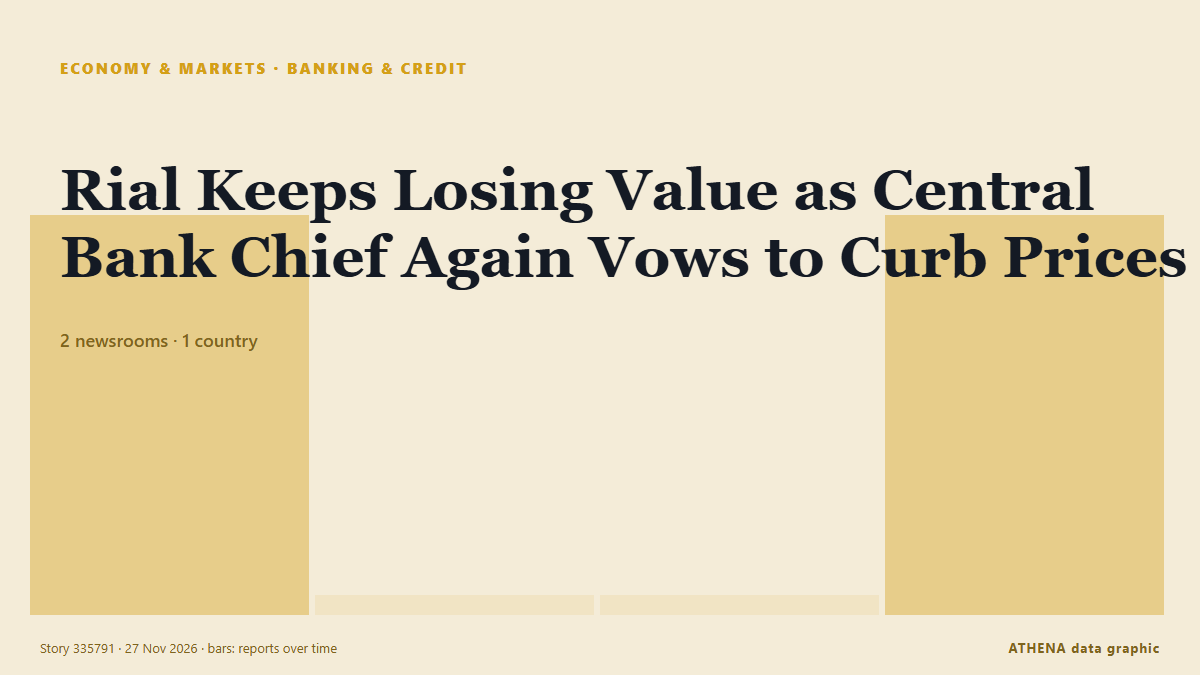 ECONOMY & MARKETS · BANKING & CREDIT
Rial Keeps Losing Value as Central
Bank Chief Again Vows to Curb Prices
2 newsrooms · 1 country
Story 335791 · 27 Nov 2026 · bars: reports over time
ATHENA data graphic